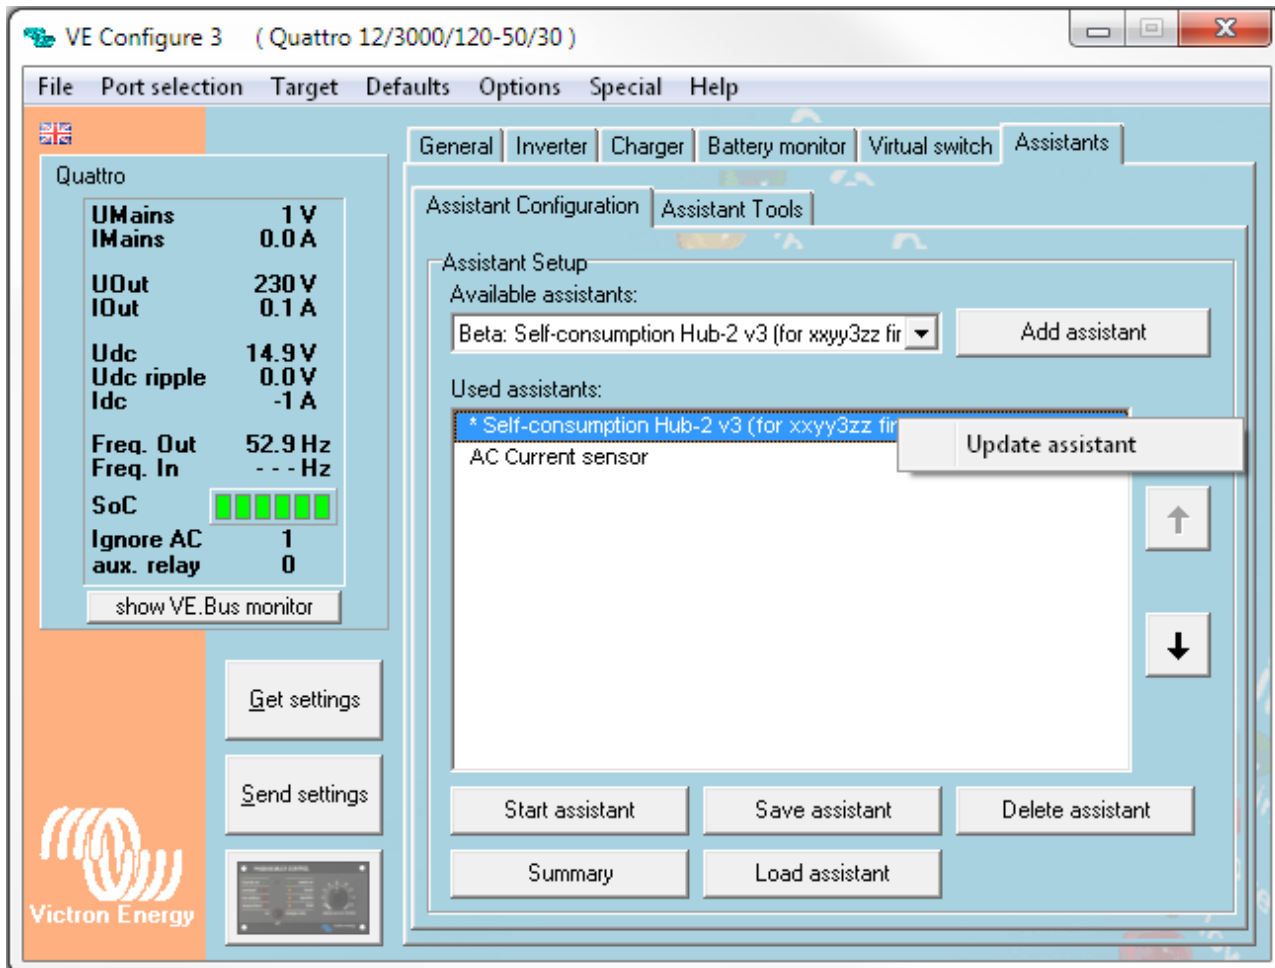 VE Configure 3 ( Quattro 12/3000/120-50/30 )
File Port selection Target Defaults Options Special Help
General Inverter Charger Battery monitor Virtual switch Assistants
Quattro
UMains 1 V
IMains 0.0 A
UOut 230 V
IOut 0.1 A
Udc 14.9 V
Udc ripple 0.0 V
Idc -1 A
Freq. Out 52.9 Hz
Freq. In - - - Hz
SoC
Ignore AC 1
aux. relay 0
show VE.Bus monitor
Get settings
Send settings
Victron Energy
Assistant Configuration Assistant Tools
Assistant Setup
Available assistants:
Beta: Self-consumption Hub-2 v3 (for xxyy3zz fir
Add assistant
Used assistants:
* Self-consumption Hub-2 v3 (for xxyy3zz fir
Update assistant
AC Current sensor
Start assistant Save assistant Delete assistant
Summary Load assistant